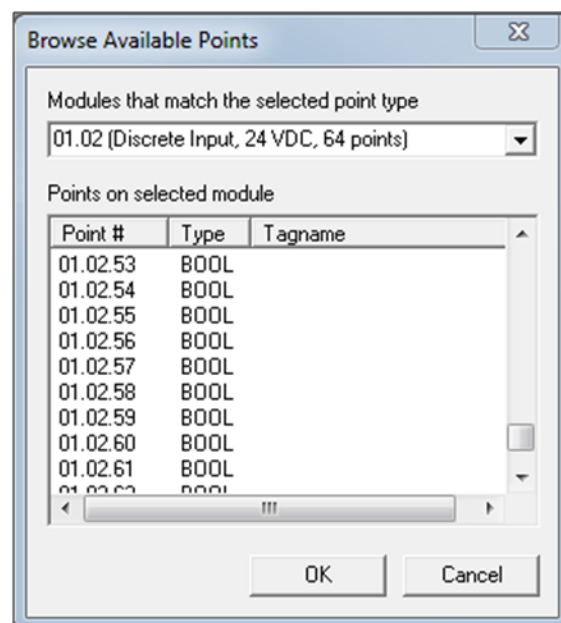 Browse Available Points
Modules that match the selected point type
01.02 (Discrete Input, 24 VDC, 64 points)
Points on selected module
Point # Type Tagname
01.02.53 BOOL
01.02.54 BOOL
01.02.55 BOOL
01.02.56 BOOL
01.02.57 BOOL
01.02.58 BOOL
01.02.59 BOOL
01.02.60 BOOL
01.02.61 BOOL
OK Cancel